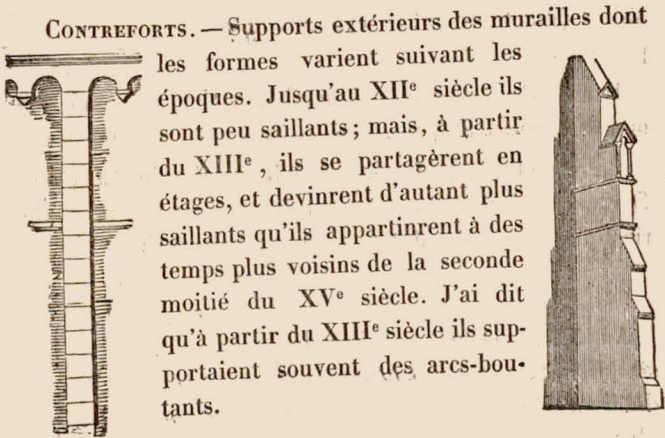 CONTREFORTS. — Supports extérieurs des murailles dont
les formes varient suivant les
époques. Jusqu'au XIIᵉ siècle ils
sont peu saillants; mais, à partir
du XIIIᵉ, ils se partagèrent en
étages, et devinrent d'autant plus
saillants qu'ils appartinrent à des
temps plus voisins de la seconde
moitié du XVᵉ siècle. J'ai dit
qu'à partir du XIIIᵉ siècle ils sup-
portaient souvent des arcs-bou-
tants.